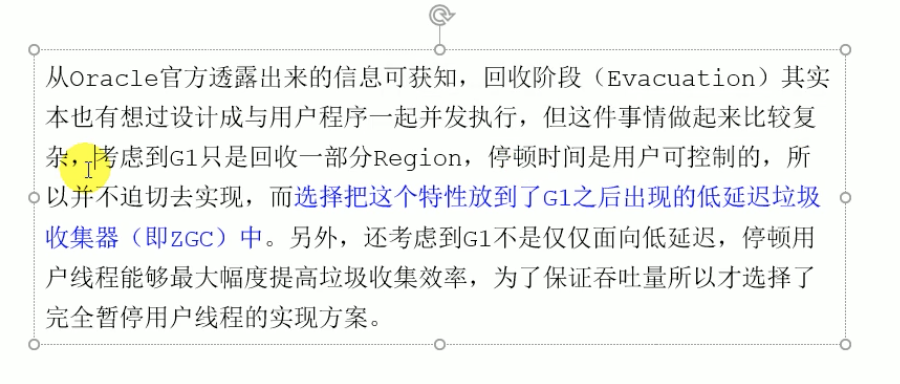 从Oracle官方透露出来的信息可获知，回收阶段（Evacuation）其实
本也有想过设计成与用户程序一起并发执行，但这件事情做起来比较复
杂，考虑到G1只是回收一部分Region，停顿时间是用户可控制的，所
以并不迫切去实现，而选择把这个特性放到了G1之后出现的低延迟垃圾
收集器（即ZGC）中。另外，还考虑到G1不是仅仅面向低延迟，停顿用
户线程能够最大幅度提高垃圾收集效率，为了保证吞吐量所以才选择了
完全暂停用户线程的实现方案。